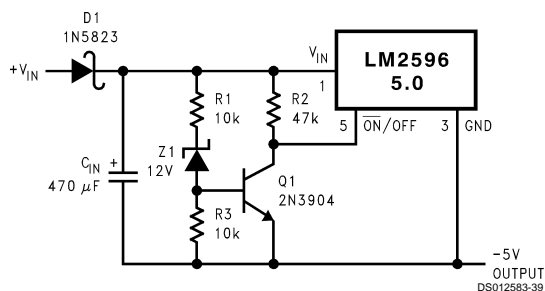 D1
1N5823
+VIN
VIN
1
LM2596
5.0
R1
10k
R2
47k
5
ON/OFF
3
GND
Z1
12V
CIN
+
470 µF
Q1
2N3904
R3
10k
–5V
OUTPUT
DS012583-39